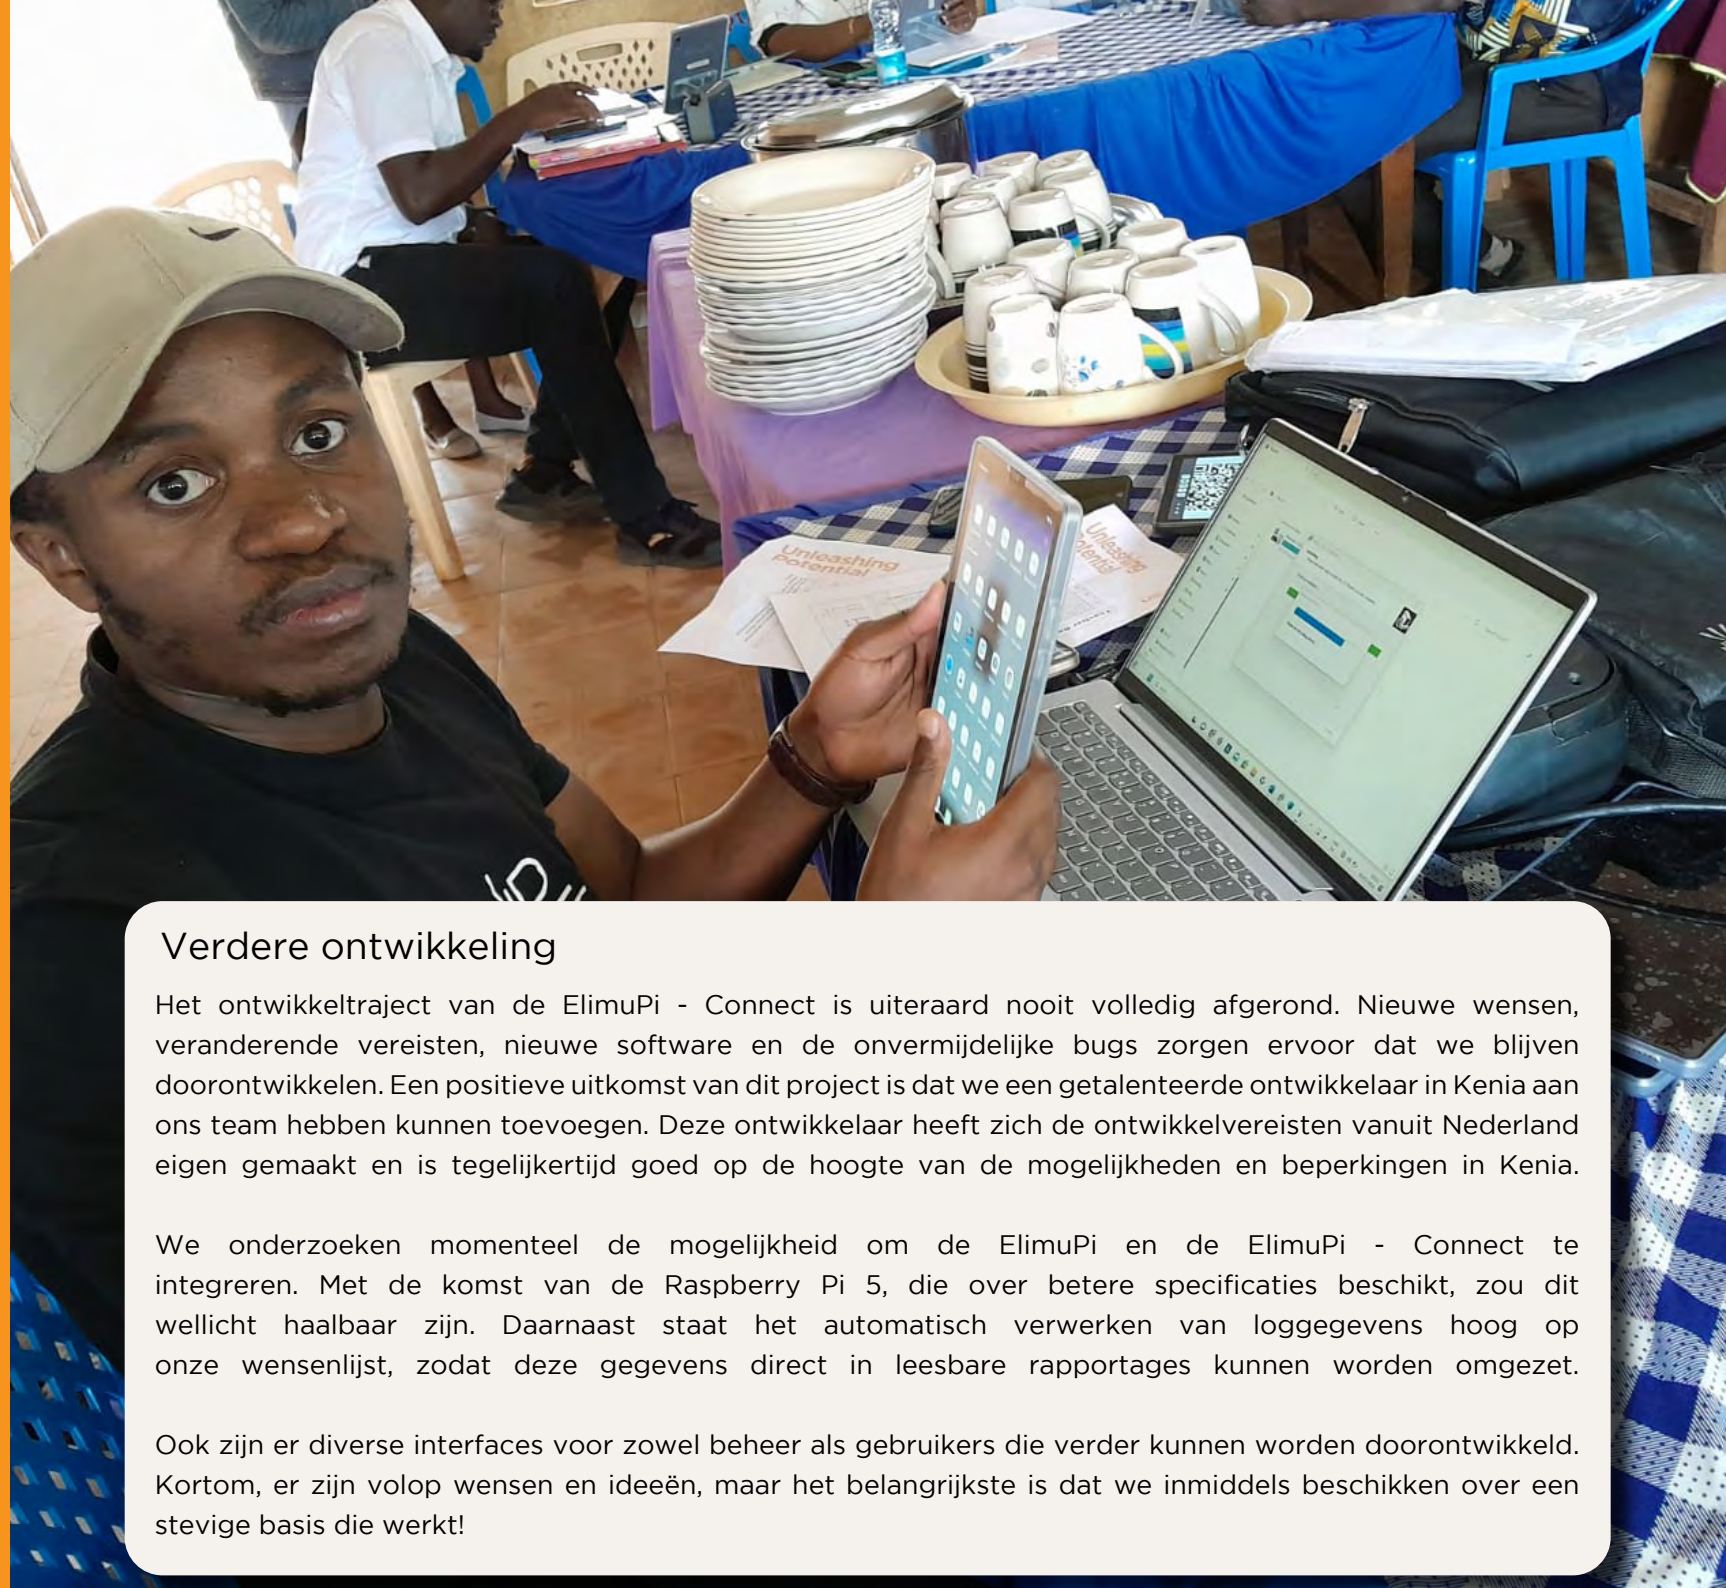 Unleashing
Potential
Unleashing
Potential
Verdere ontwikkeling
Het ontwikkeltraject van de ElimuPi - Connect is uiteraard nooit volledig afgerond. Nieuwe wensen,
veranderende vereisten, nieuwe software en de onvermijdelijke bugs zorgen ervoor dat we blijven
doorontwikkelen. Een positieve uitkomst van dit project is dat we een getalenteerde ontwikkelaar in Kenia aan
ons team hebben kunnen toevoegen. Deze ontwikkelaar heeft zich de ontwikkelvereisten vanuit Nederland
eigen gemaakt en is tegelijkertijd goed op de hoogte van de mogelijkheden en beperkingen in Kenia.
We onderzoeken momenteel de mogelijkheid om de ElimuPi en de ElimuPi - Connect te
integreren. Met de komst van de Raspberry Pi 5, die over betere specificaties beschikt, zou dit
wellicht haalbaar zijn. Daarnaast staat het automatisch verwerken van loggegevens hoog op
onze wensenlijst, zodat deze gegevens direct in leesbare rapportages kunnen worden omgezet.
Ook zijn er diverse interfaces voor zowel beheer als gebruikers die verder kunnen worden doorontwikkeld.
Kortom, er zijn volop wensen en ideeën, maar het belangrijkste is dat we inmiddels beschikken over een
stevige basis die werkt!